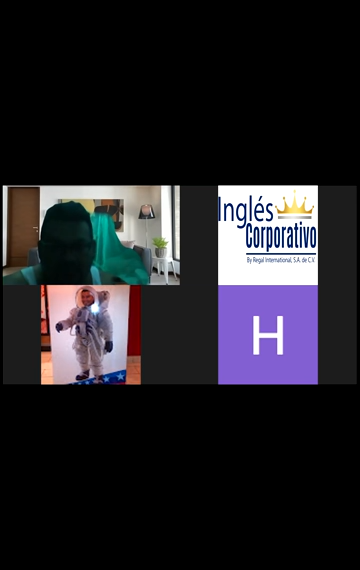 Inglés
Corporativo
By Regal International, S.A. de C.V.
H